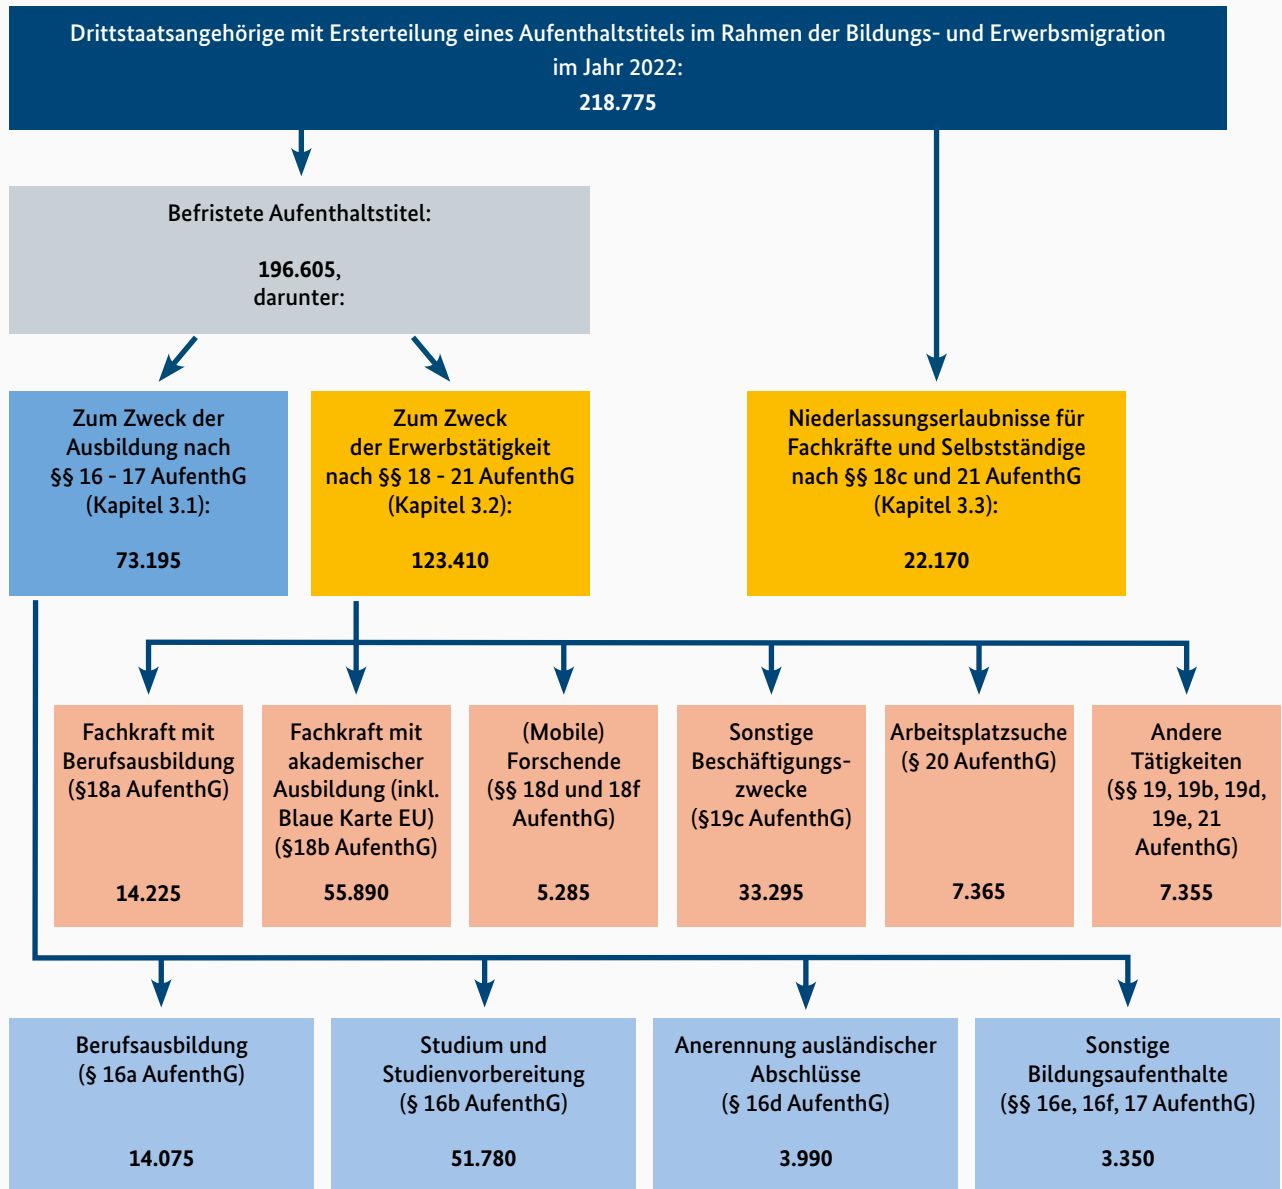 Drittstaatsangehörige mit Ersterteilung eines Aufenthaltstitels im Rahmen der Bildungs- und Erwerbsmigration
im Jahr 2022:
218.775
Befristete Aufenthaltstitel:
196.605,
darunter:
Zum Zweck der
Ausbildung nach
§§ 16 - 17 AufenthG
(Kapitel 3.1):
73.195
Zum Zweck
der Erwerbstätigkeit
nach §§ 18 - 21 AufenthG
(Kapitel 3.2):
123.410
Niederlassungserlaubnisse für
Fachkräfte und Selbstständige
nach §§ 18c und 21 AufenthG
(Kapitel 3.3):
22.170
Fachkraft mit
Berufsausbildung
(§18a AufenthG)
14.225
Fachkraft mit
akademischer
Ausbildung (inkl.
Blaue Karte EU)
(§18b AufenthG)
55.890
(Mobile)
Forschende
(§§ 18d und 18f
AufenthG)
5.285
Sonstige
Beschäftigungs-
zwecke
(§19c AufenthG)
33.295
Arbeitsplatzsuche
(§ 20 AufenthG)
7.365
Andere
Tätigkeiten
(§§ 19, 19b, 19d,
19e, 21
AufenthG)
7.355
Berufsausbildung
(§ 16a AufenthG)
14.075
Studium und
Studienvorbereitung
(§ 16b AufenthG)
51.780
Anerennung ausländischer
Abschlüsse
(§ 16d AufenthG)
3.990
Sonstige
Bildungsaufenthalte
(§§ 16e, 16f, 17 AufenthG)
3.350